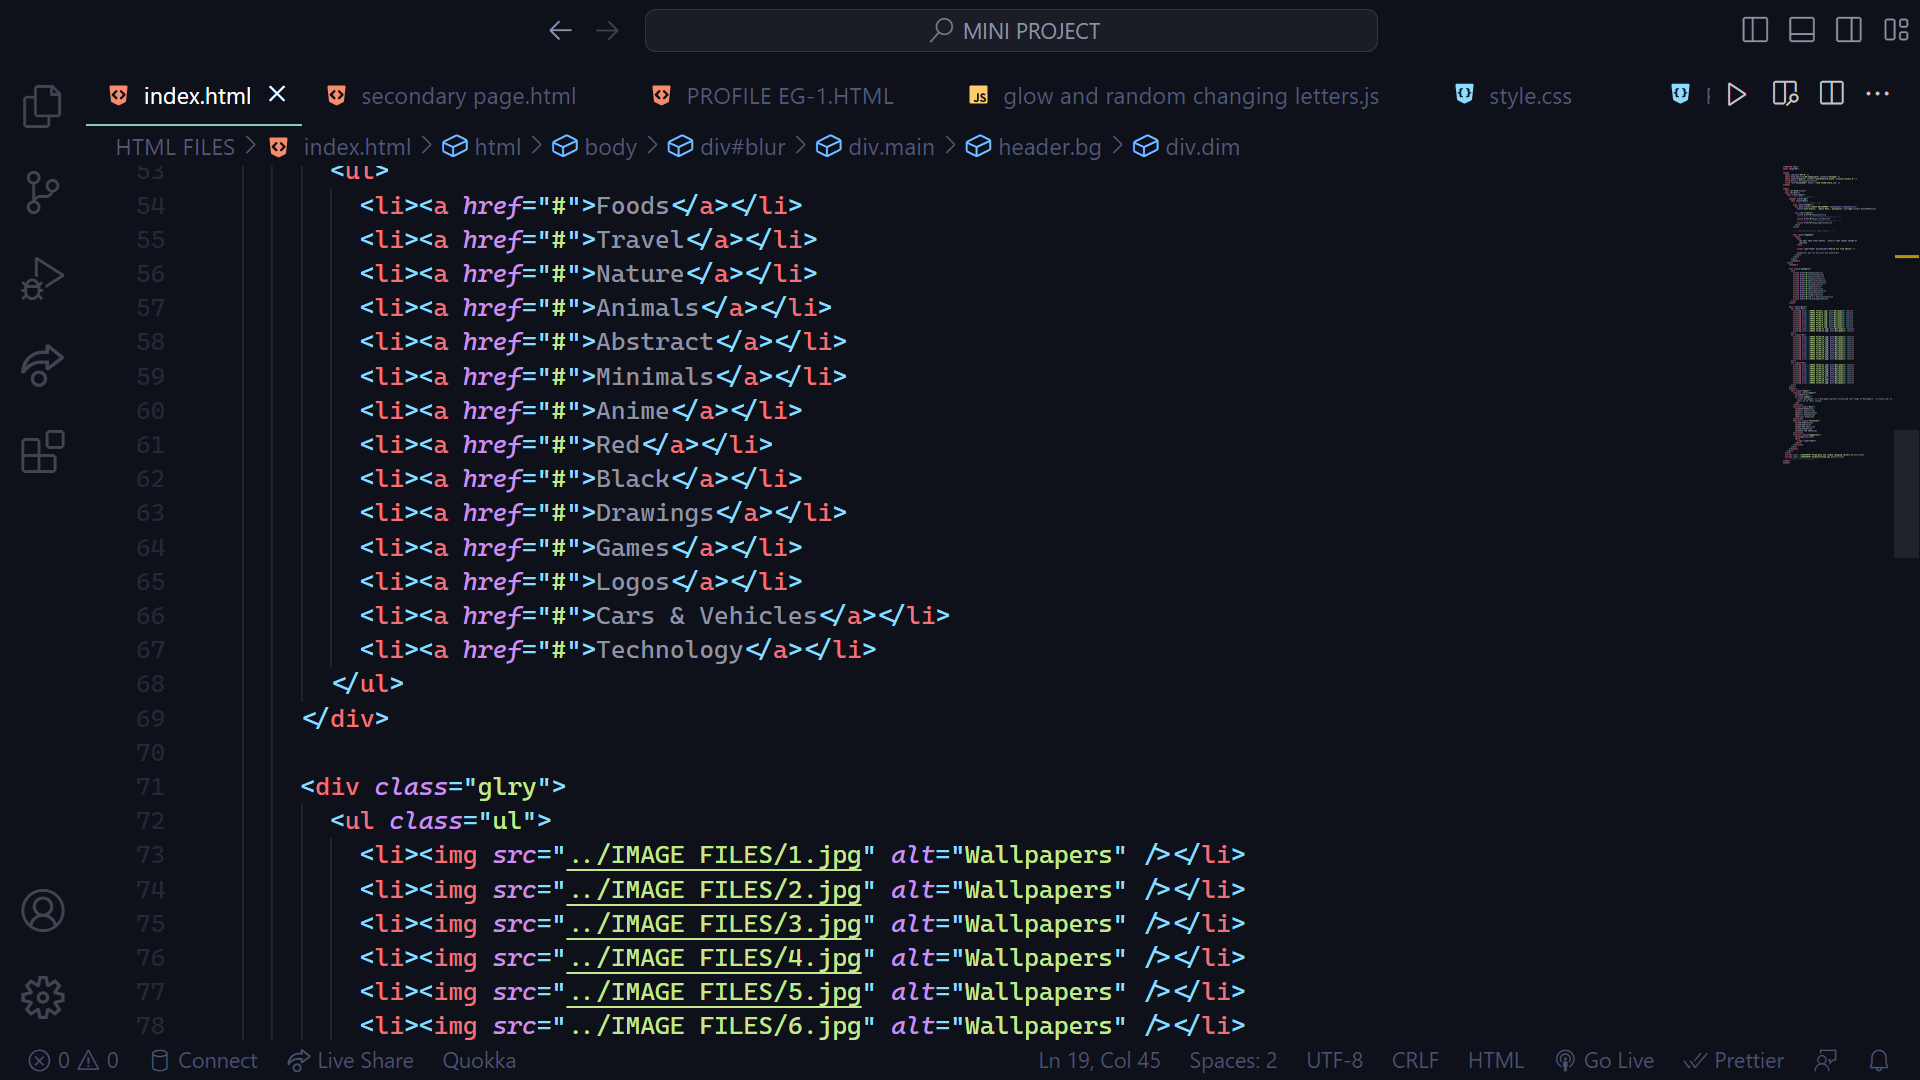 MINI PROJECT
index.html
secondary page.html
PROFILE EG-1.HTML
glow and random changing letters.js
style.css
HTML FILES > index.html > html > body > div#blur > div.main > header.bg > div.dim
53 <ul>
54 <li><a href="#">Foods</a></li>
55 <li><a href="#">Travel</a></li>
56 <li><a href="#">Nature</a></li>
57 <li><a href="#">Animals</a></li>
58 <li><a href="#">Abstract</a></li>
59 <li><a href="#">Minimals</a></li>
60 <li><a href="#">Anime</a></li>
61 <li><a href="#">Red</a></li>
62 <li><a href="#">Black</a></li>
63 <li><a href="#">Drawings</a></li>
64 <li><a href="#">Games</a></li>
65 <li><a href="#">Logos</a></li>
66 <li><a href="#">Cars & Vehicles</a></li>
67 <li><a href="#">Technology</a></li>
68 </ul>
69 </div>
70
71 <div class="glry">
72 <ul class="ul">
73 <li><img src="../IMAGE FILES/1.jpg" alt="Wallpapers" /></li>
74 <li><img src="../IMAGE FILES/2.jpg" alt="Wallpapers" /></li>
75 <li><img src="../IMAGE FILES/3.jpg" alt="Wallpapers" /></li>
76 <li><img src="../IMAGE FILES/4.jpg" alt="Wallpapers" /></li>
77 <li><img src="../IMAGE FILES/5.jpg" alt="Wallpapers" /></li>
78 <li><img src="../IMAGE FILES/6.jpg" alt="Wallpapers" /></li>
0 0 Connect Live Share Quokka Ln 19, Col 45 Spaces: 2 UTF-8 CRLF HTML Go Live Prettier